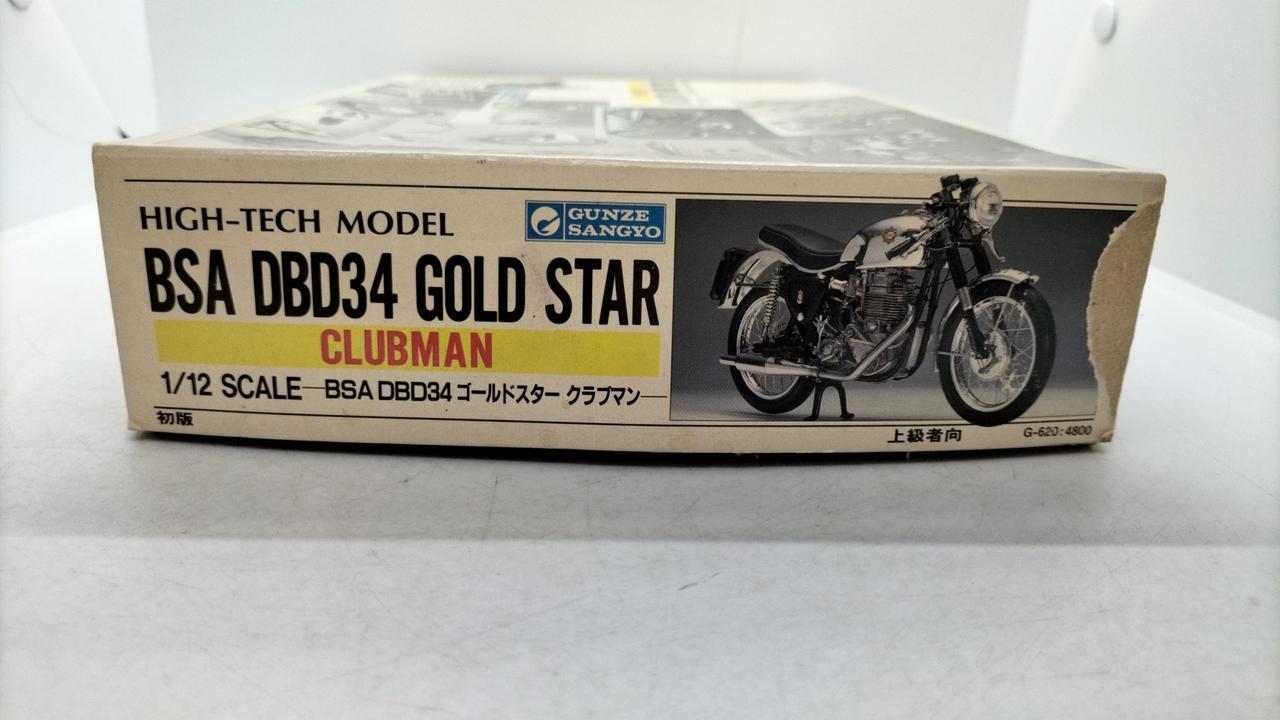 HIGH-TECH MODEL
GUNZE
SANGYO
BSA DBD34 GOLD STAR
CLUBMAN
1/12 SCALE―BSA DBD34 ゴールドスター クラブマン―
初版
上級者向
G-620:4800